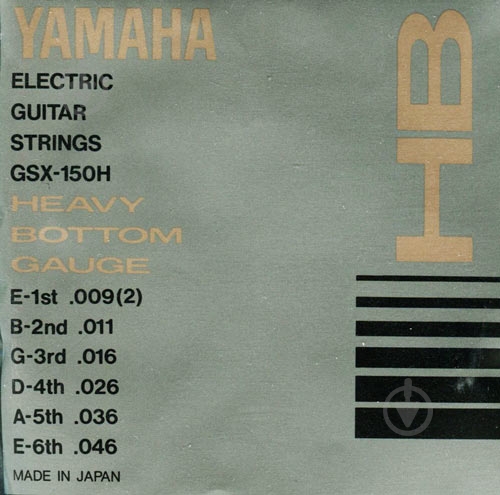 YAMAHA
ELECTRIC
GUITAR
STRINGS
GSX-150H
HEAVY
BOTTOM
GAUGE
E-1st .009(2)
B-2nd .011
G-3rd .016
D-4th .026
A-5th .036
E-6th .046
MADE IN JAPAN
HB